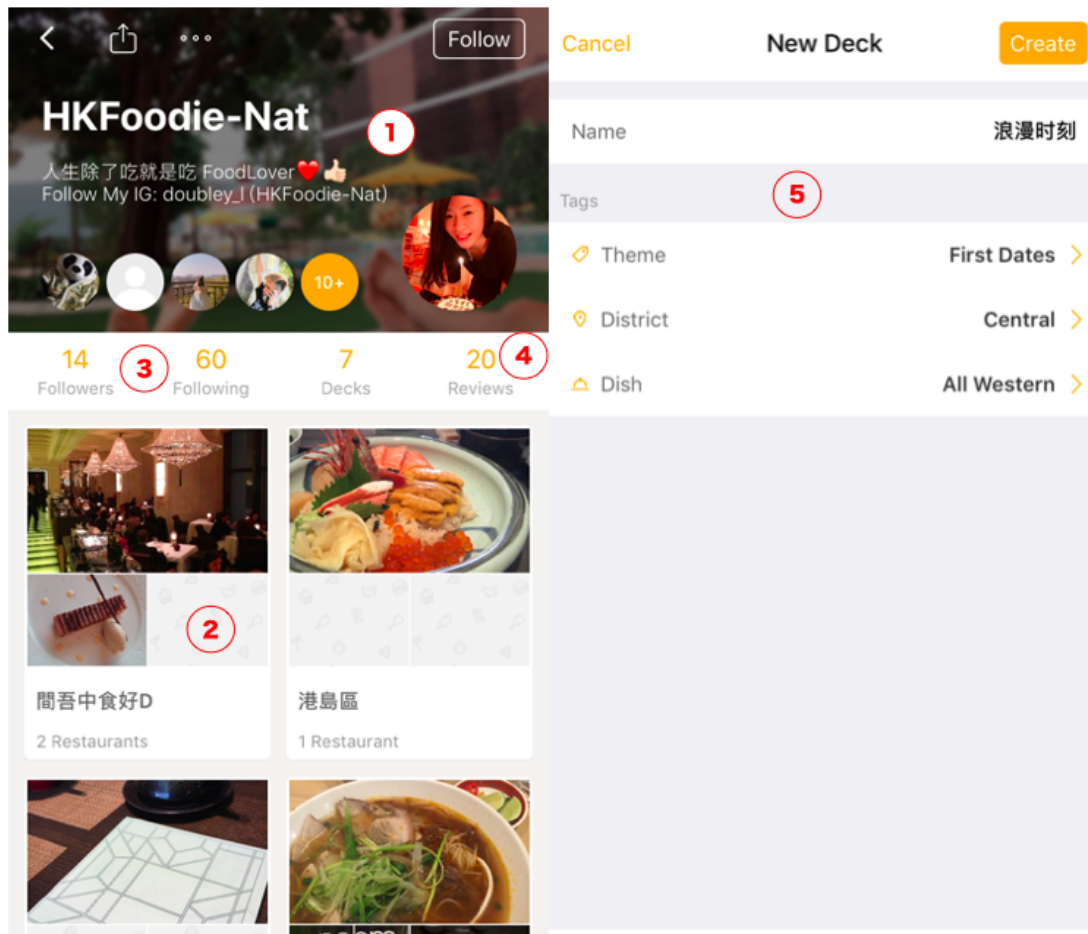 Follow
HKFoodie-Nat
1
人生除了吃就是吃 FoodLover❤️👍🏻
Follow My IG: doubley_l (HKFoodie-Nat)
10+
14
3
60
7
20
4
Followers
Following
Decks
Reviews
2
間吾中食好D
2 Restaurants
港島區
1 Restaurant
Cancel
New Deck
Create
Name
浪漫时刻
Tags
5
Theme
First Dates
District
Central
Dish
All Western